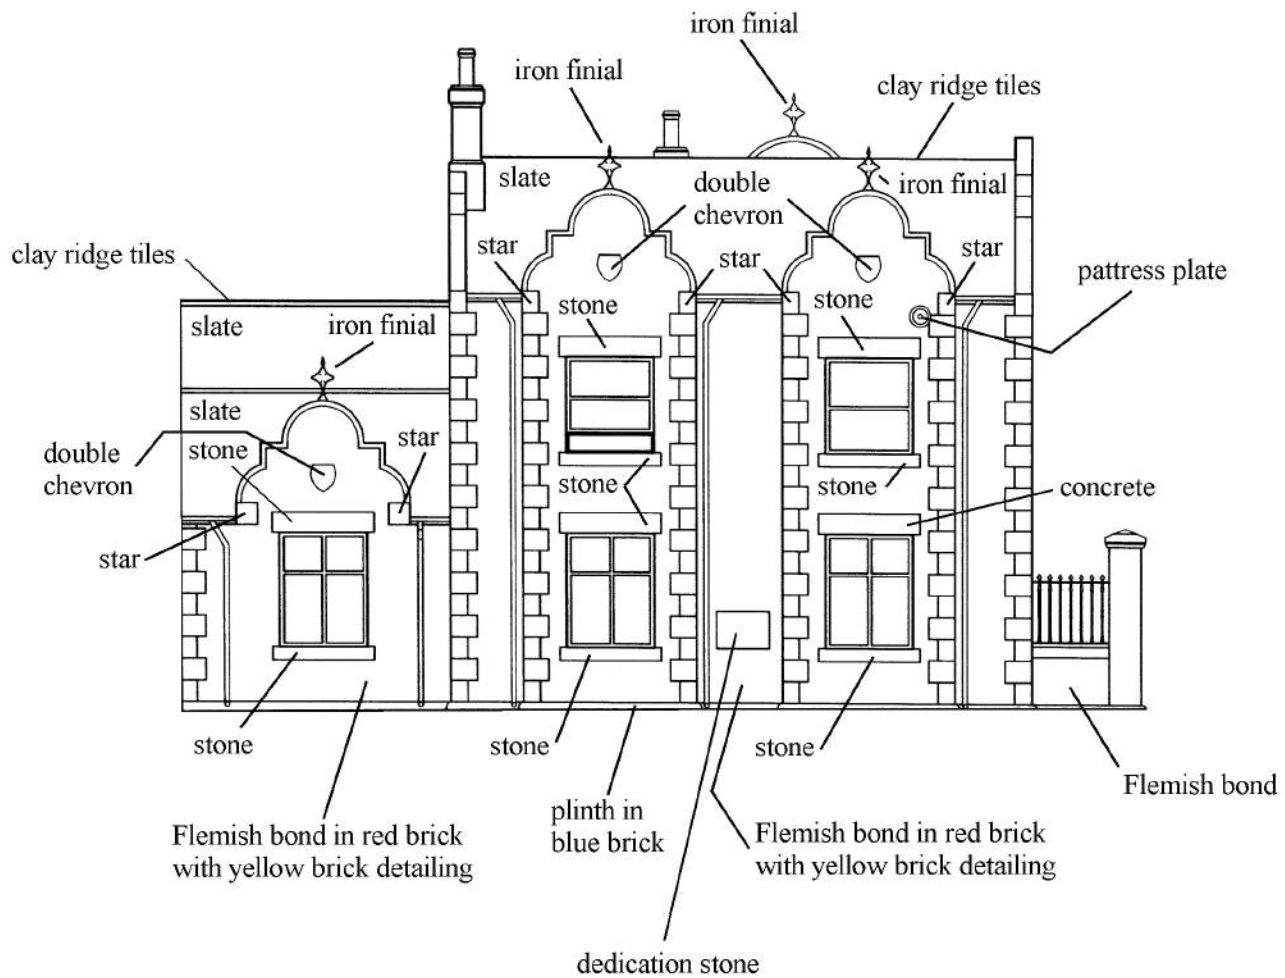 iron finial
iron finial
clay ridge tiles
slate
double
chevron
iron finial
star
star
star
clay ridge tiles
pattress plate
stone
stone
slate
iron finial
slate
stone
star
double
chevron
stone
stone
concrete
star
stone
stone
stone
Flemish bond
plinth in
blue brick
Flemish bond in red brick
with yellow brick detailing
Flemish bond in red brick
with yellow brick detailing
dedication stone